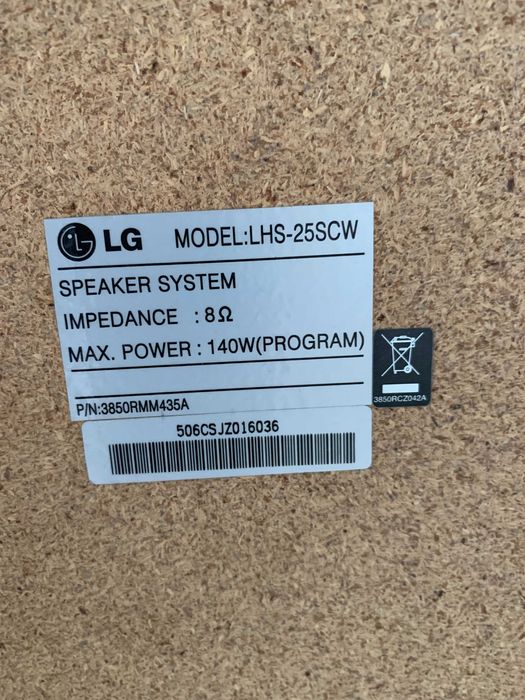 LG MODEL:LHS-25SCW
SPEAKER SYSTEM
IMPEDANCE : 8Ω
MAX. POWER : 140W(PROGRAM)
P/N:3850RMM435A
3850RCZ042A
506CSJZ016036